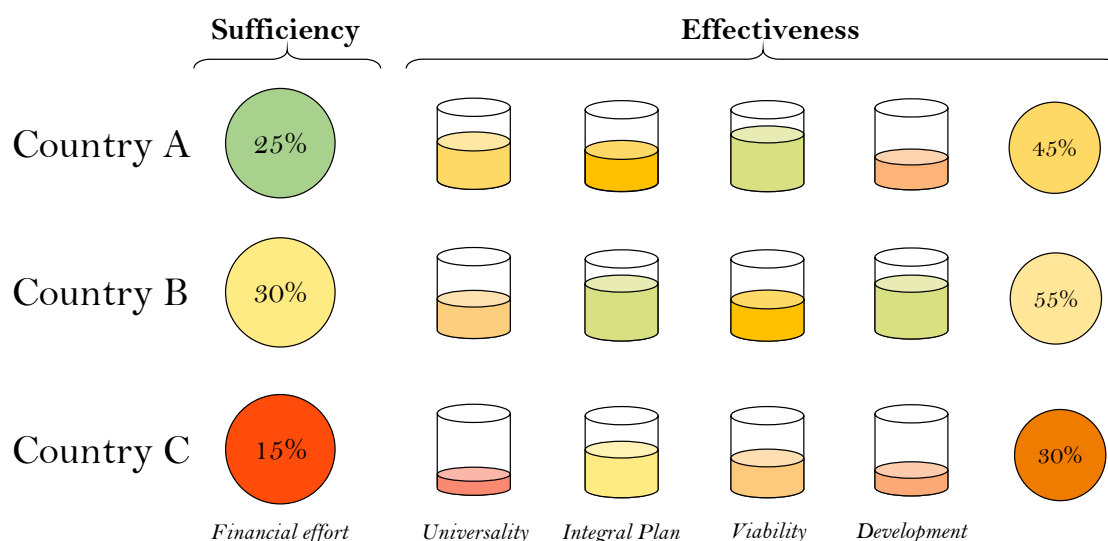 Sufficiency Effectiveness
Country A 25% 45%
Country B 30% 55%
Country C 15% 30%
Financial effort Universality Integral Plan Viability Development